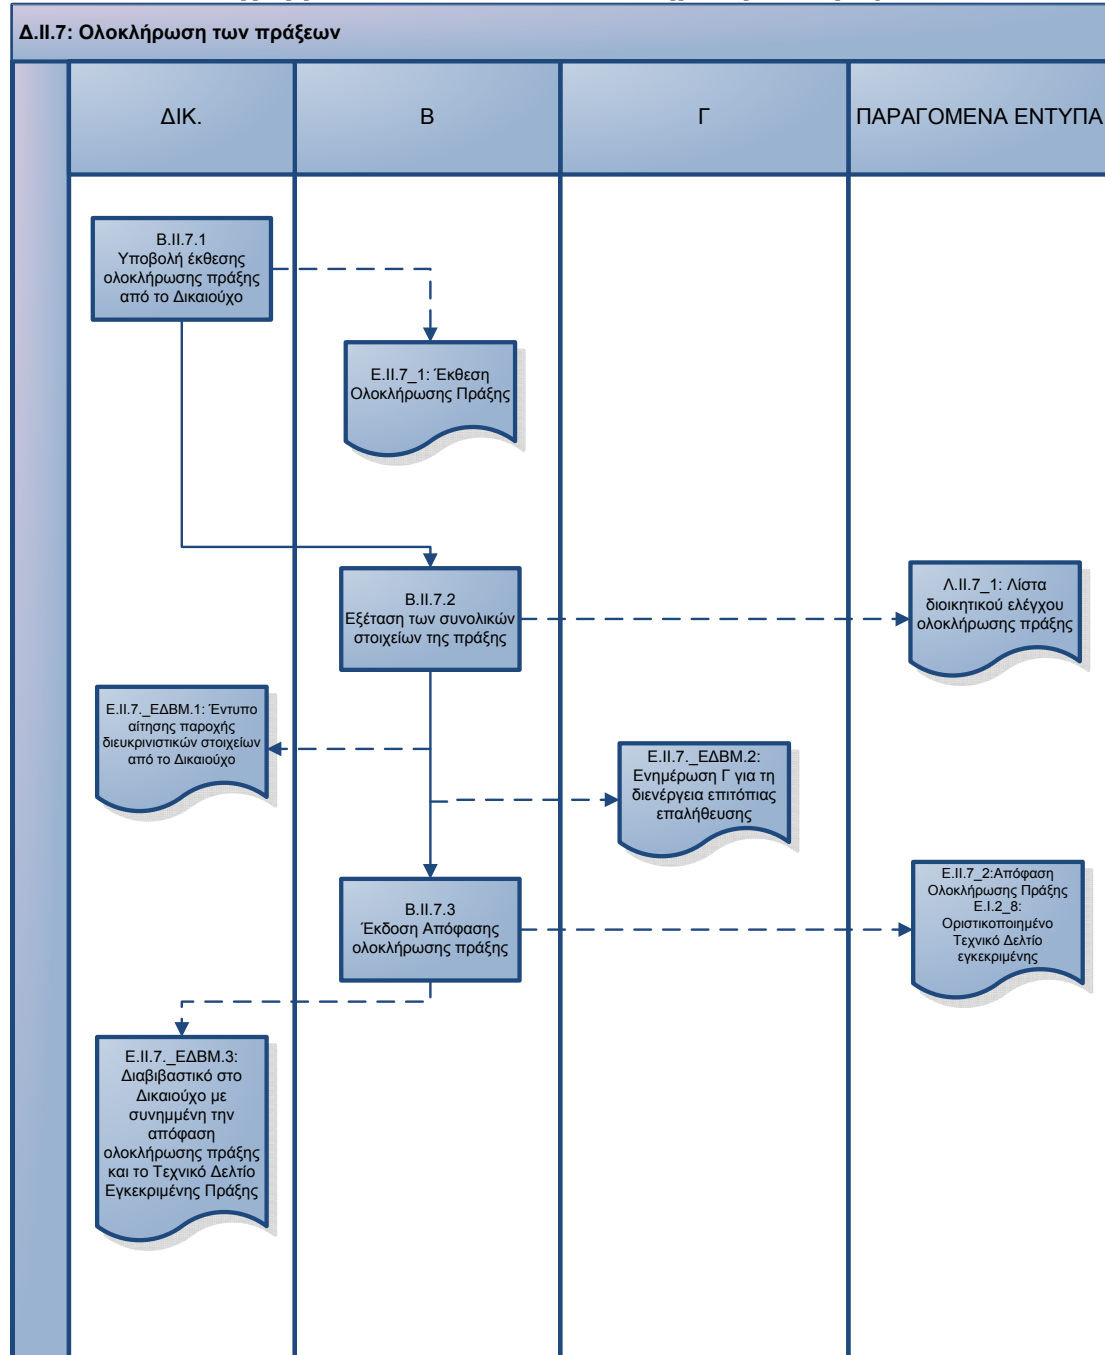 Δ.ΙΙ.7: Ολοκλήρωση των πράξεων
ΔΙΚ.
Β
Γ
ΠΑΡΑΓΟΜΕΝΑ ΕΝΤΥΠΑ
Β.ΙΙ.7.1
Υποβολή έκθεσης
ολοκλήρωσης πράξης
από το Δικαιούχο
Ε.ΙΙ.7_1: Έκθεση
Ολοκλήρωσης Πράξης
Β.ΙΙ.7.2
Εξέταση των συνολικών
στοιχείων της πράξης
Λ.ΙΙ.7_1: Λίστα
διοικητικού ελέγχου
ολοκλήρωσης πράξης
Ε.ΙΙ.7._ΕΔΒΜ.1: Έντυπο
αίτησης παροχής
διευκρινιστικών στοιχείων
από το Δικαιούχο
Ε.ΙΙ.7._ΕΔΒΜ.2:
Ενημέρωση Γ για τη
διενέργεια επιτόπιας
επαλήθευσης
Β.ΙΙ.7.3
Έκδοση Απόφασης
ολοκλήρωσης πράξης
Ε.ΙΙ.7_2:Απόφαση
Ολοκλήρωσης Πράξης
Ε.Ι.2_8:
Οριστικοποιημένο
Τεχνικό Δελτίο
εγκεκριμένης
Ε.ΙΙ.7._ΕΔΒΜ.3:
Διαβιβαστικό στο
Δικαιούχο με
συνημμένη την
απόφαση
ολοκλήρωσης πράξης
και το Τεχνικό Δελτίο
Εγκεκριμένης Πράξης